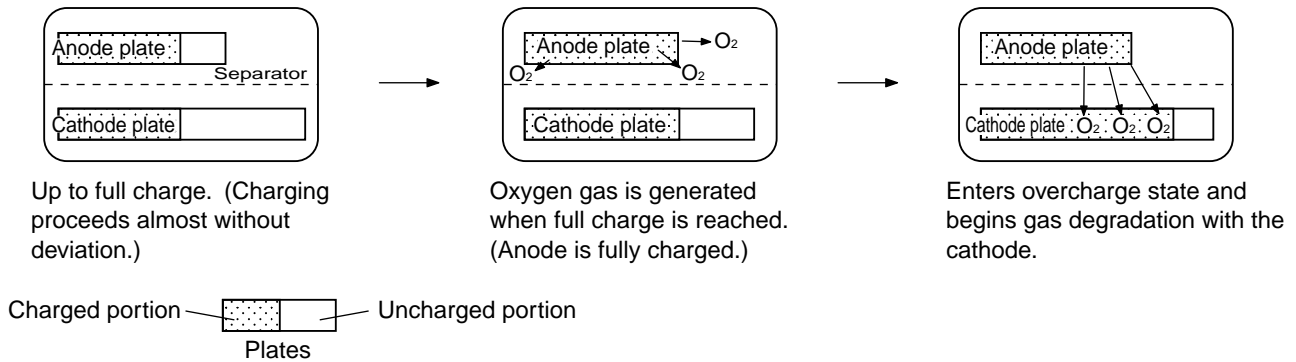 Anode plate
Separator
Cathode plate
Up to full charge. (Charging
proceeds almost without
deviation.)
Anode plate
O₂
O₂
O₂
Cathode plate
Oxygen gas is generated
when full charge is reached.
(Anode is fully charged.)
Anode plate
Cathode plate O₂ O₂ O₂
Enters overcharge state and
begins gas degradation with the
cathode.
Charged portion
Uncharged portion
Plates